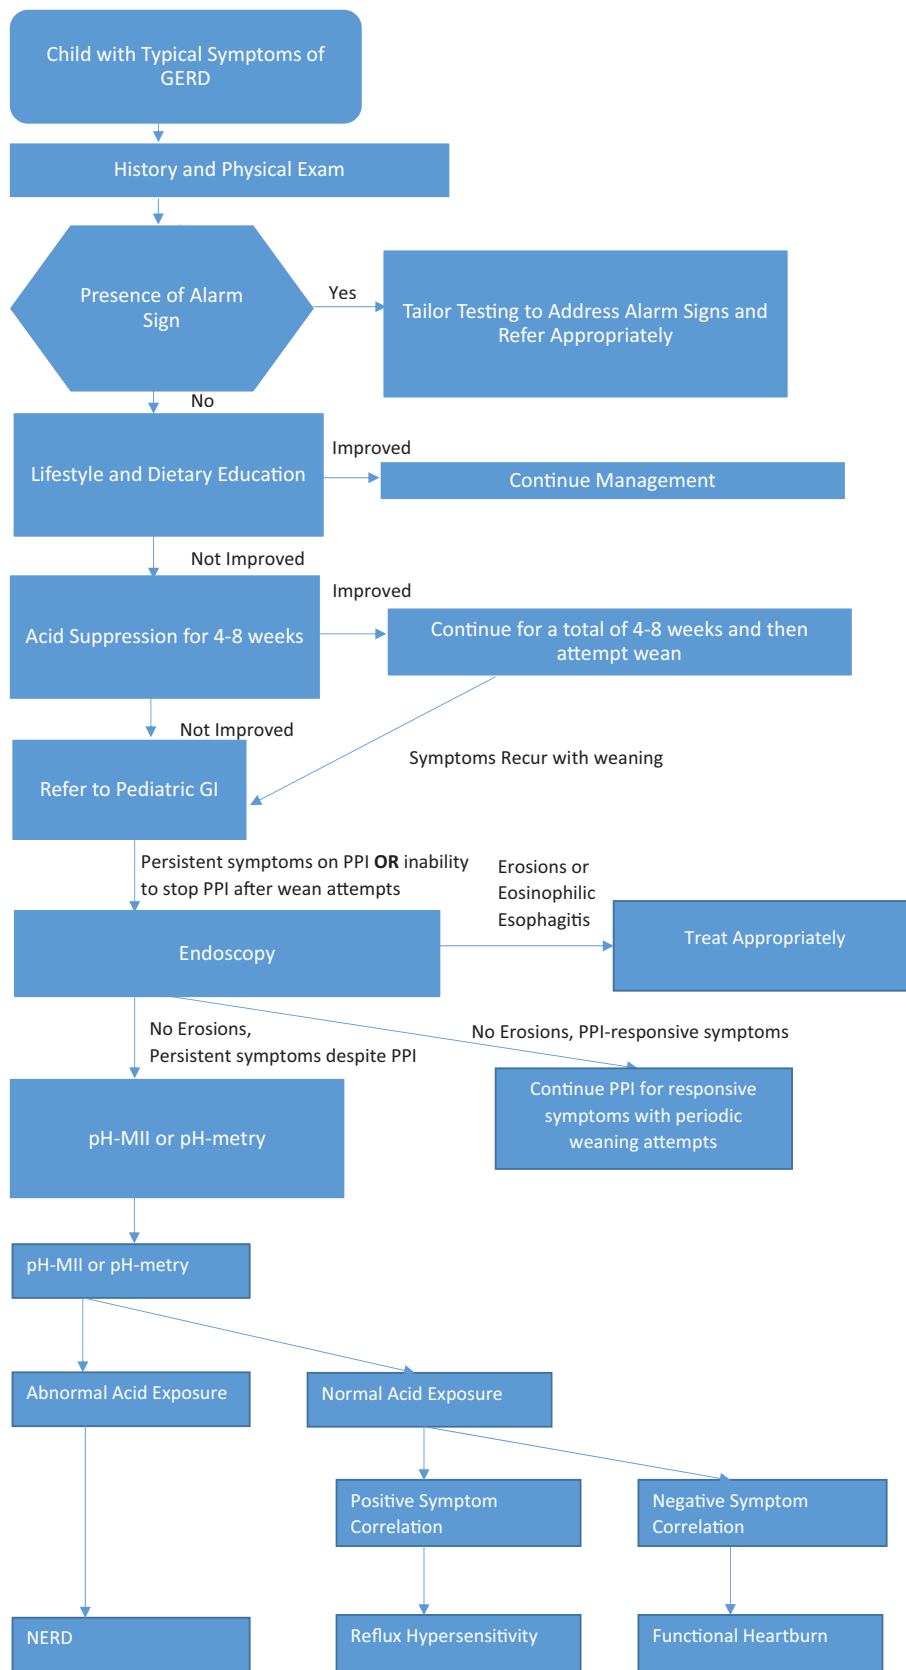 Child with Typical Symptoms of
GERD
History and Physical Exam
Presence of Alarm
Sign
Yes
Tailor Testing to Address Alarm Signs and
Refer Appropriately
No
Lifestyle and Dietary Education
Improved
Continue Management
Not Improved
Acid Suppression for 4-8 weeks
Improved
Continue for a total of 4-8 weeks and then
attempt wean
Not Improved
Symptoms Recur with weaning
Refer to Pediatric GI
Persistent symptoms on PPI OR inability
to stop PPI after wean attempts
Erosions or
Eosinophilic
Esophagitis
Endoscopy
Treat Appropriately
No Erosions,
Persistent symptoms despite PPI
No Erosions, PPI-responsive symptoms
Continue PPI for responsive
symptoms with periodic
weaning attempts
pH-MII or pH-metry
pH-MII or pH-metry
Abnormal Acid Exposure
Normal Acid Exposure
Positive Symptom
Correlation
Negative Symptom
Correlation
NERD
Reflux Hypersensitivity
Functional Heartburn